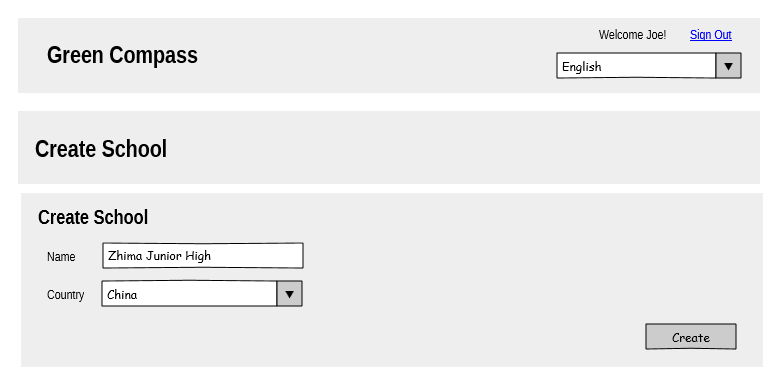 Welcome Joe! Sign Out
Green Compass
English
Create School
Create School
Name Zhima Junior High
Country China
Create